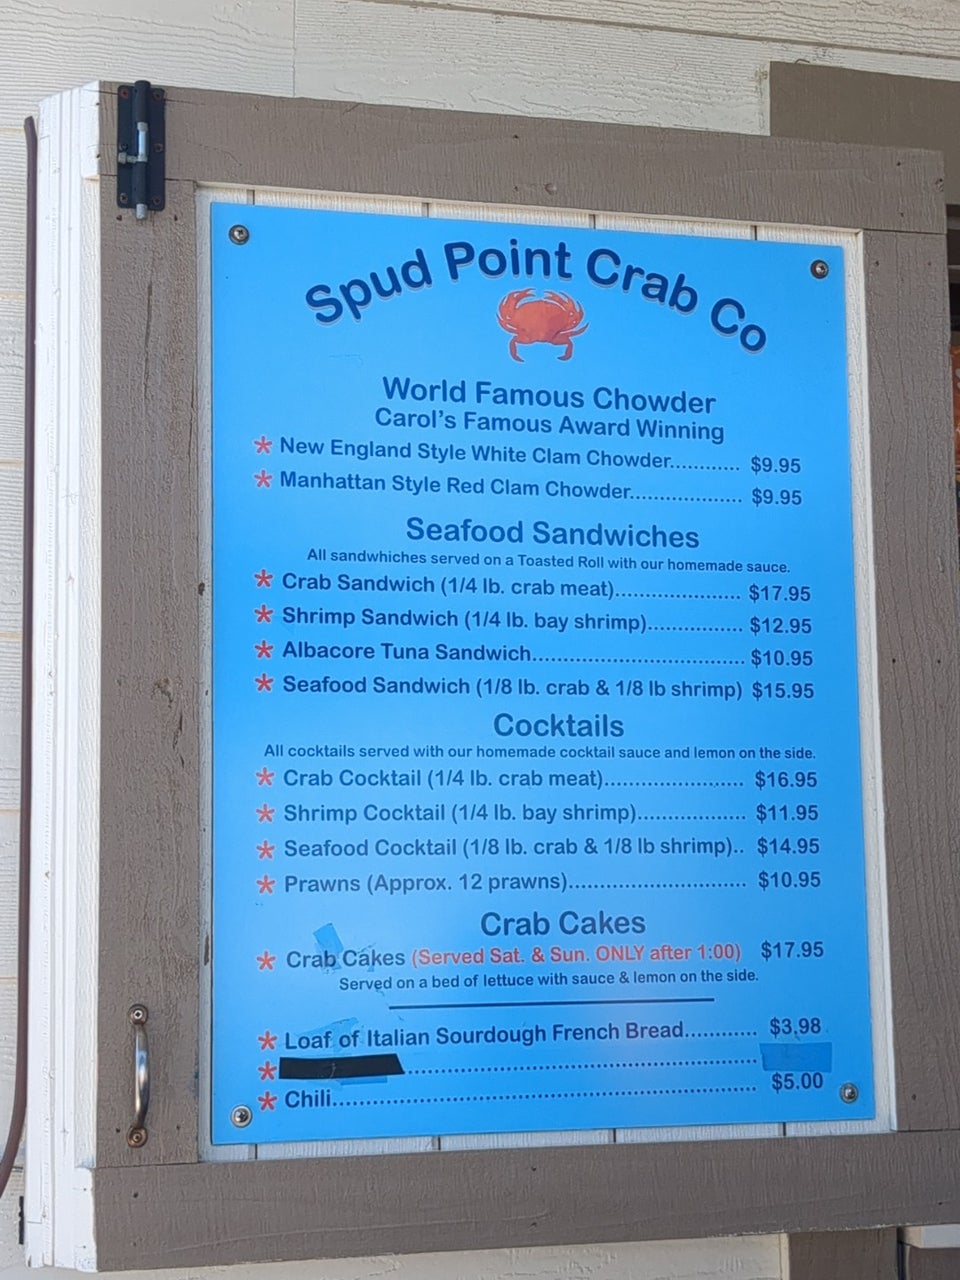 Spud Point Crab Co
World Famous Chowder
Carol's Famous Award Winning
* New England Style White Clam Chowder............ $9.95
* Manhattan Style Red Clam Chowder................... $9.95
Seafood Sandwiches
All sandwhiches served on a Toasted Roll with our homemade sauce.
* Crab Sandwich (1/4 lb. crab meat)..................... $17.95
* Shrimp Sandwich (1/4 lb. bay shrimp)................ $12.95
* Albacore Tuna Sandwich.................................... $10.95
* Seafood Sandwich (1/8 lb. crab & 1/8 lb shrimp) $15.95
Cocktails
All cocktails served with our homemade cocktail sauce and lemon on the side.
* Crab Cocktail (1/4 lb. crab meat)....................... $16.95
* Shrimp Cocktail (1/4 lb. bay shrimp).................. $11.95
* Seafood Cocktail (1/8 lb. crab & 1/8 lb shrimp).. $14.95
* Prawns (Approx. 12 prawns).............................. $10.95
Crab Cakes
* Crab Cakes (Served Sat. & Sun. ONLY after 1:00) $17.95
Served on a bed of lettuce with sauce & lemon on the side.
* Loaf of Italian Sourdough French Bread............ $3.98
* ..........................................................
* Chili...................................................................... $5.00